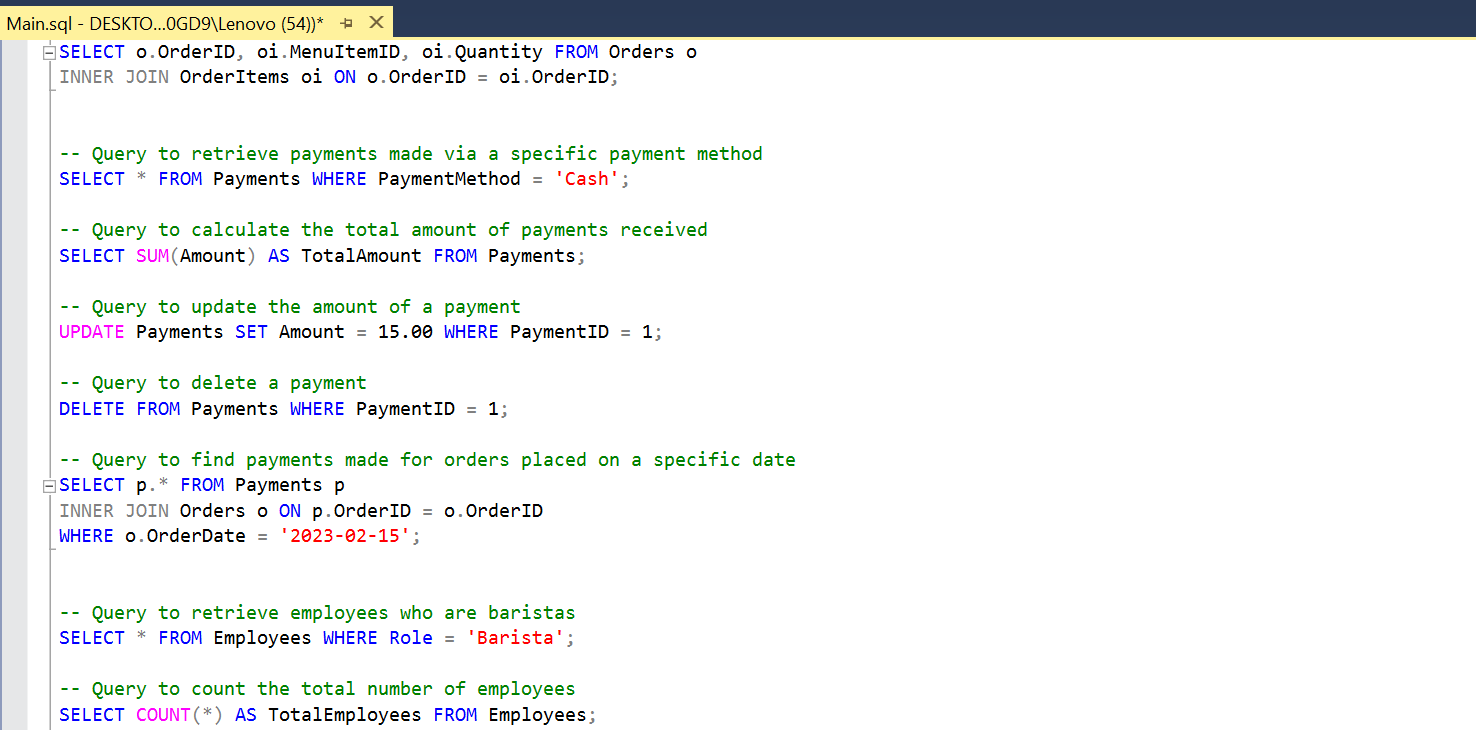 Main.sql - DESKTO...0GD9\Lenovo (54))*
SELECT o.OrderID, oi.MenuItemID, oi.Quantity FROM Orders o
INNER JOIN OrderItems oi ON o.OrderID = oi.OrderID;
-- Query to retrieve payments made via a specific payment method
SELECT * FROM Payments WHERE PaymentMethod = 'Cash';
-- Query to calculate the total amount of payments received
SELECT SUM(Amount) AS TotalAmount FROM Payments;
-- Query to update the amount of a payment
UPDATE Payments SET Amount = 15.00 WHERE PaymentID = 1;
-- Query to delete a payment
DELETE FROM Payments WHERE PaymentID = 1;
-- Query to find payments made for orders placed on a specific date
SELECT p.* FROM Payments p
INNER JOIN Orders o ON p.OrderID = o.OrderID
WHERE o.OrderDate = '2023-02-15';
-- Query to retrieve employees who are baristas
SELECT * FROM Employees WHERE Role = 'Barista';
-- Query to count the total number of employees
SELECT COUNT(*) AS TotalEmployees FROM Employees;